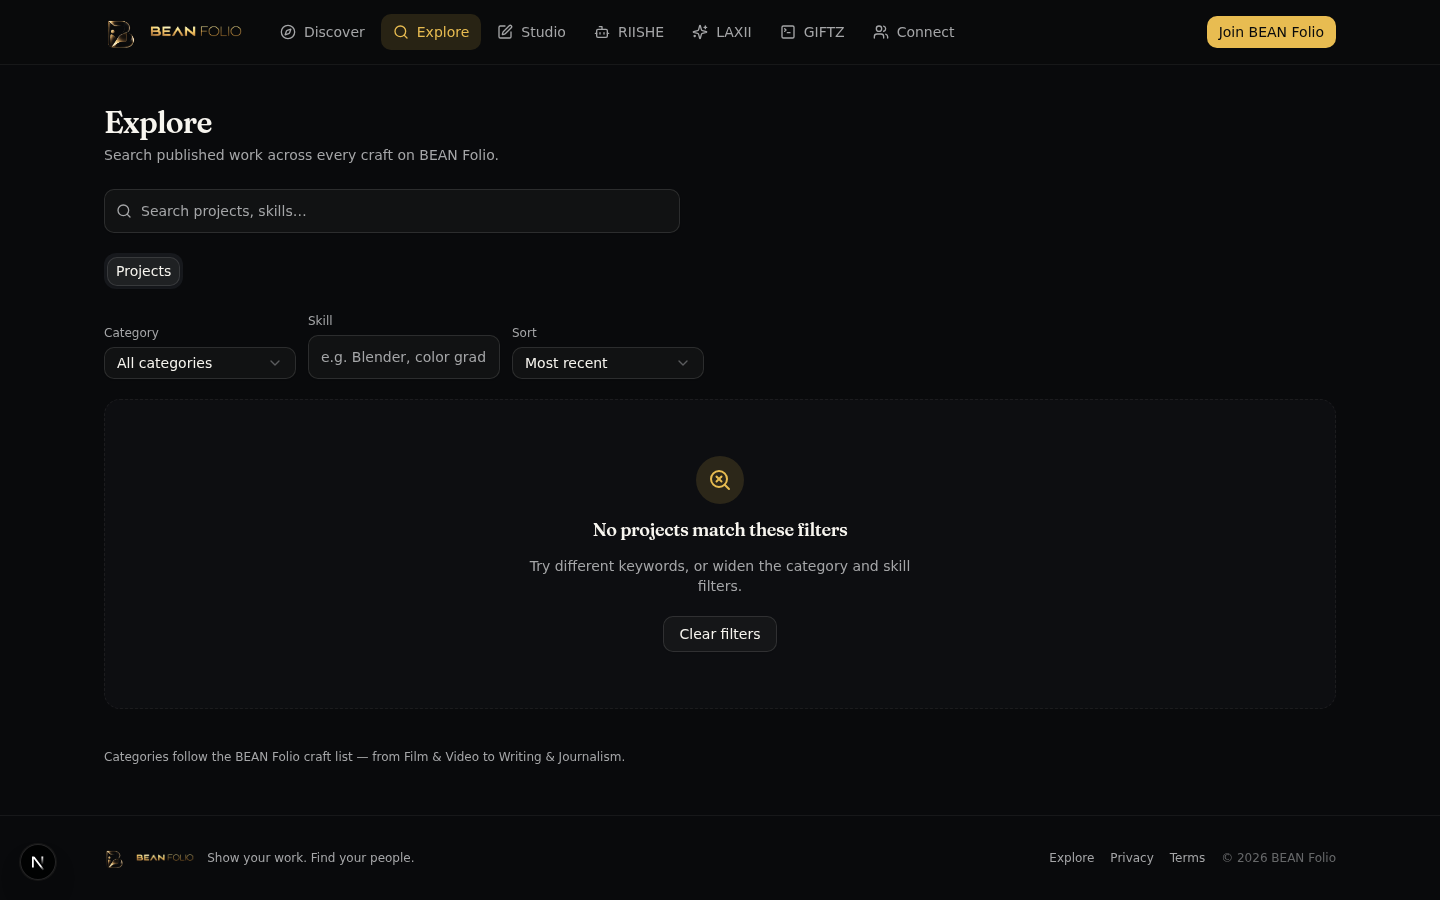 BEAN FOLIO
Discover
Explore
Studio
RIISHE
LAXII
GIFTZ
Connect
Join BEAN Folio
Explore
Search published work across every craft on BEAN Folio.
Search projects, skills...
Projects
Category
Skill
Sort
All categories
e.g. Blender, color grad
Most recent
No projects match these filters
Try different keywords, or widen the category and skill
filters.
Clear filters
Categories follow the BEAN Folio craft list — from Film & Video to Writing & Journalism.
N
BEAN FOLIO
Show your work. Find your people.
Explore
Privacy
Terms
© 2026 BEAN Folio